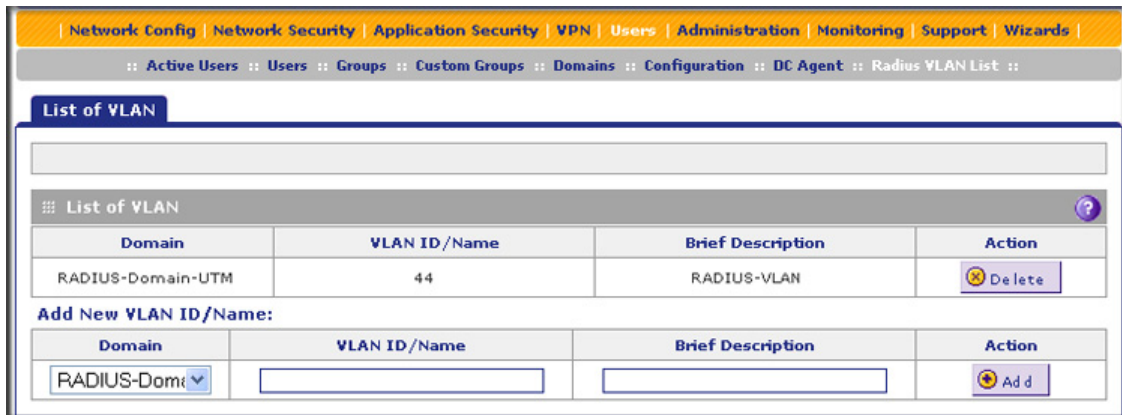 | Network Config | Network Security | Application Security | VPN | Users | Administration | Monitoring | Support | Wizards |
:: Active Users :: Users :: Groups :: Custom Groups :: Domains :: Configuration :: DC Agent :: Radius VLAN List ::
List of VLAN
List of VLAN ?
Domain VLAN ID/Name Brief Description Action
RADIUS-Domain-UTM 44 RADIUS-VLAN Delete
Add New VLAN ID/Name:
Domain VLAN ID/Name Brief Description Action
RADIUS-Doma Add